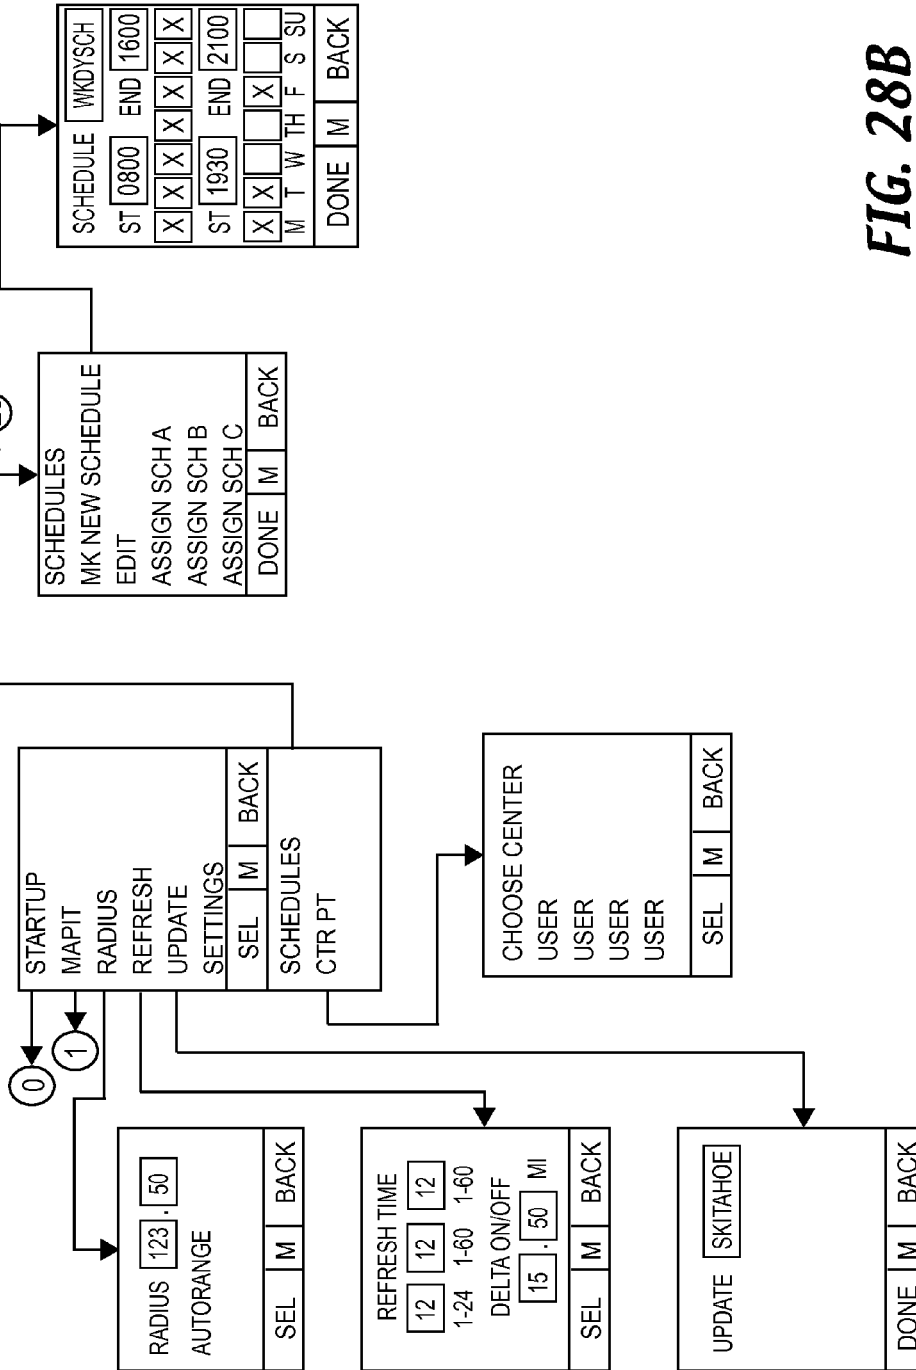 RADIUS 123 . 50
AUTORANGE
SEL M BACK
REFRESH TIME
12 12 12
1-24 1-60 1-60
DELTA ON/OFF
15 . 50 MI
SEL M BACK
UPDATE SKITAHOE
DONE M BACK
0
1
STARTUP
MAPIT
RADIUS
REFRESH
UPDATE
SETTINGS
SEL M BACK
SCHEDULES
CTR PT
CHOOSE CENTER
USER
USER
USER
USER
SEL M BACK
SCHEDULES
MK NEW SCHEDULE
EDIT
ASSIGN SCH A
ASSIGN SCH B
ASSIGN SCH C
DONE M BACK
SCHEDULE WKDYSCH
ST 0800 END 1600
X X X X X X X
ST 1930 END 2100
X X X
M T W TH F S SU
DONE M BACK
FIG. 28B